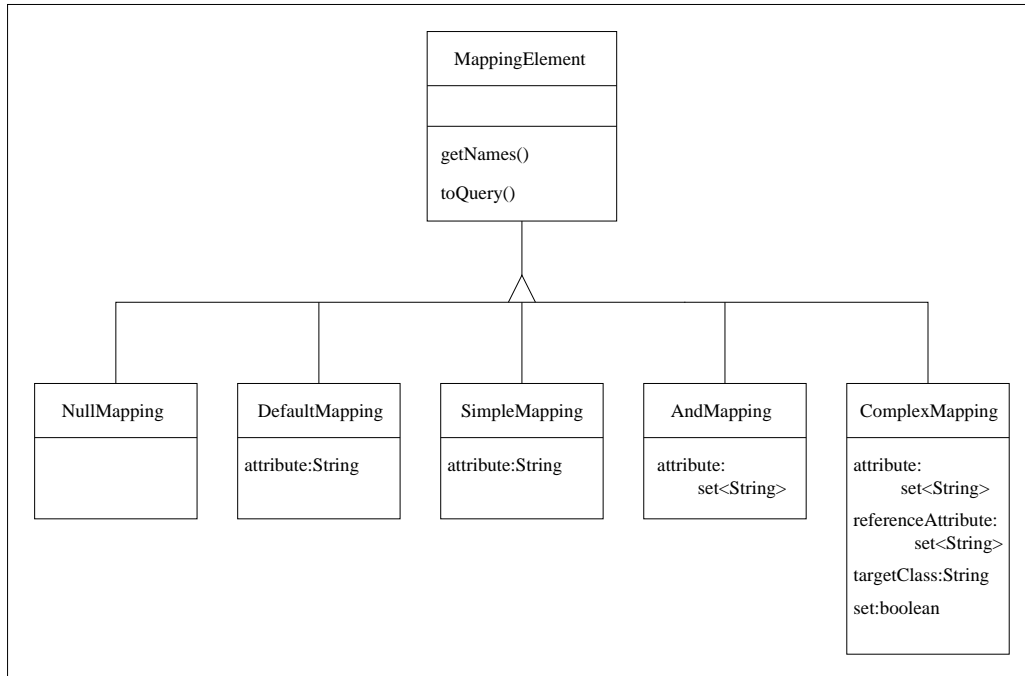 MappingElement
getNames()
toQuery()
NullMapping
DefaultMapping
attribute:String
SimpleMapping
attribute:String
AndMapping
attribute:
set<String>
ComplexMapping
attribute:
set<String>
referenceAttribute:
set<String>
targetClass:String
set:boolean